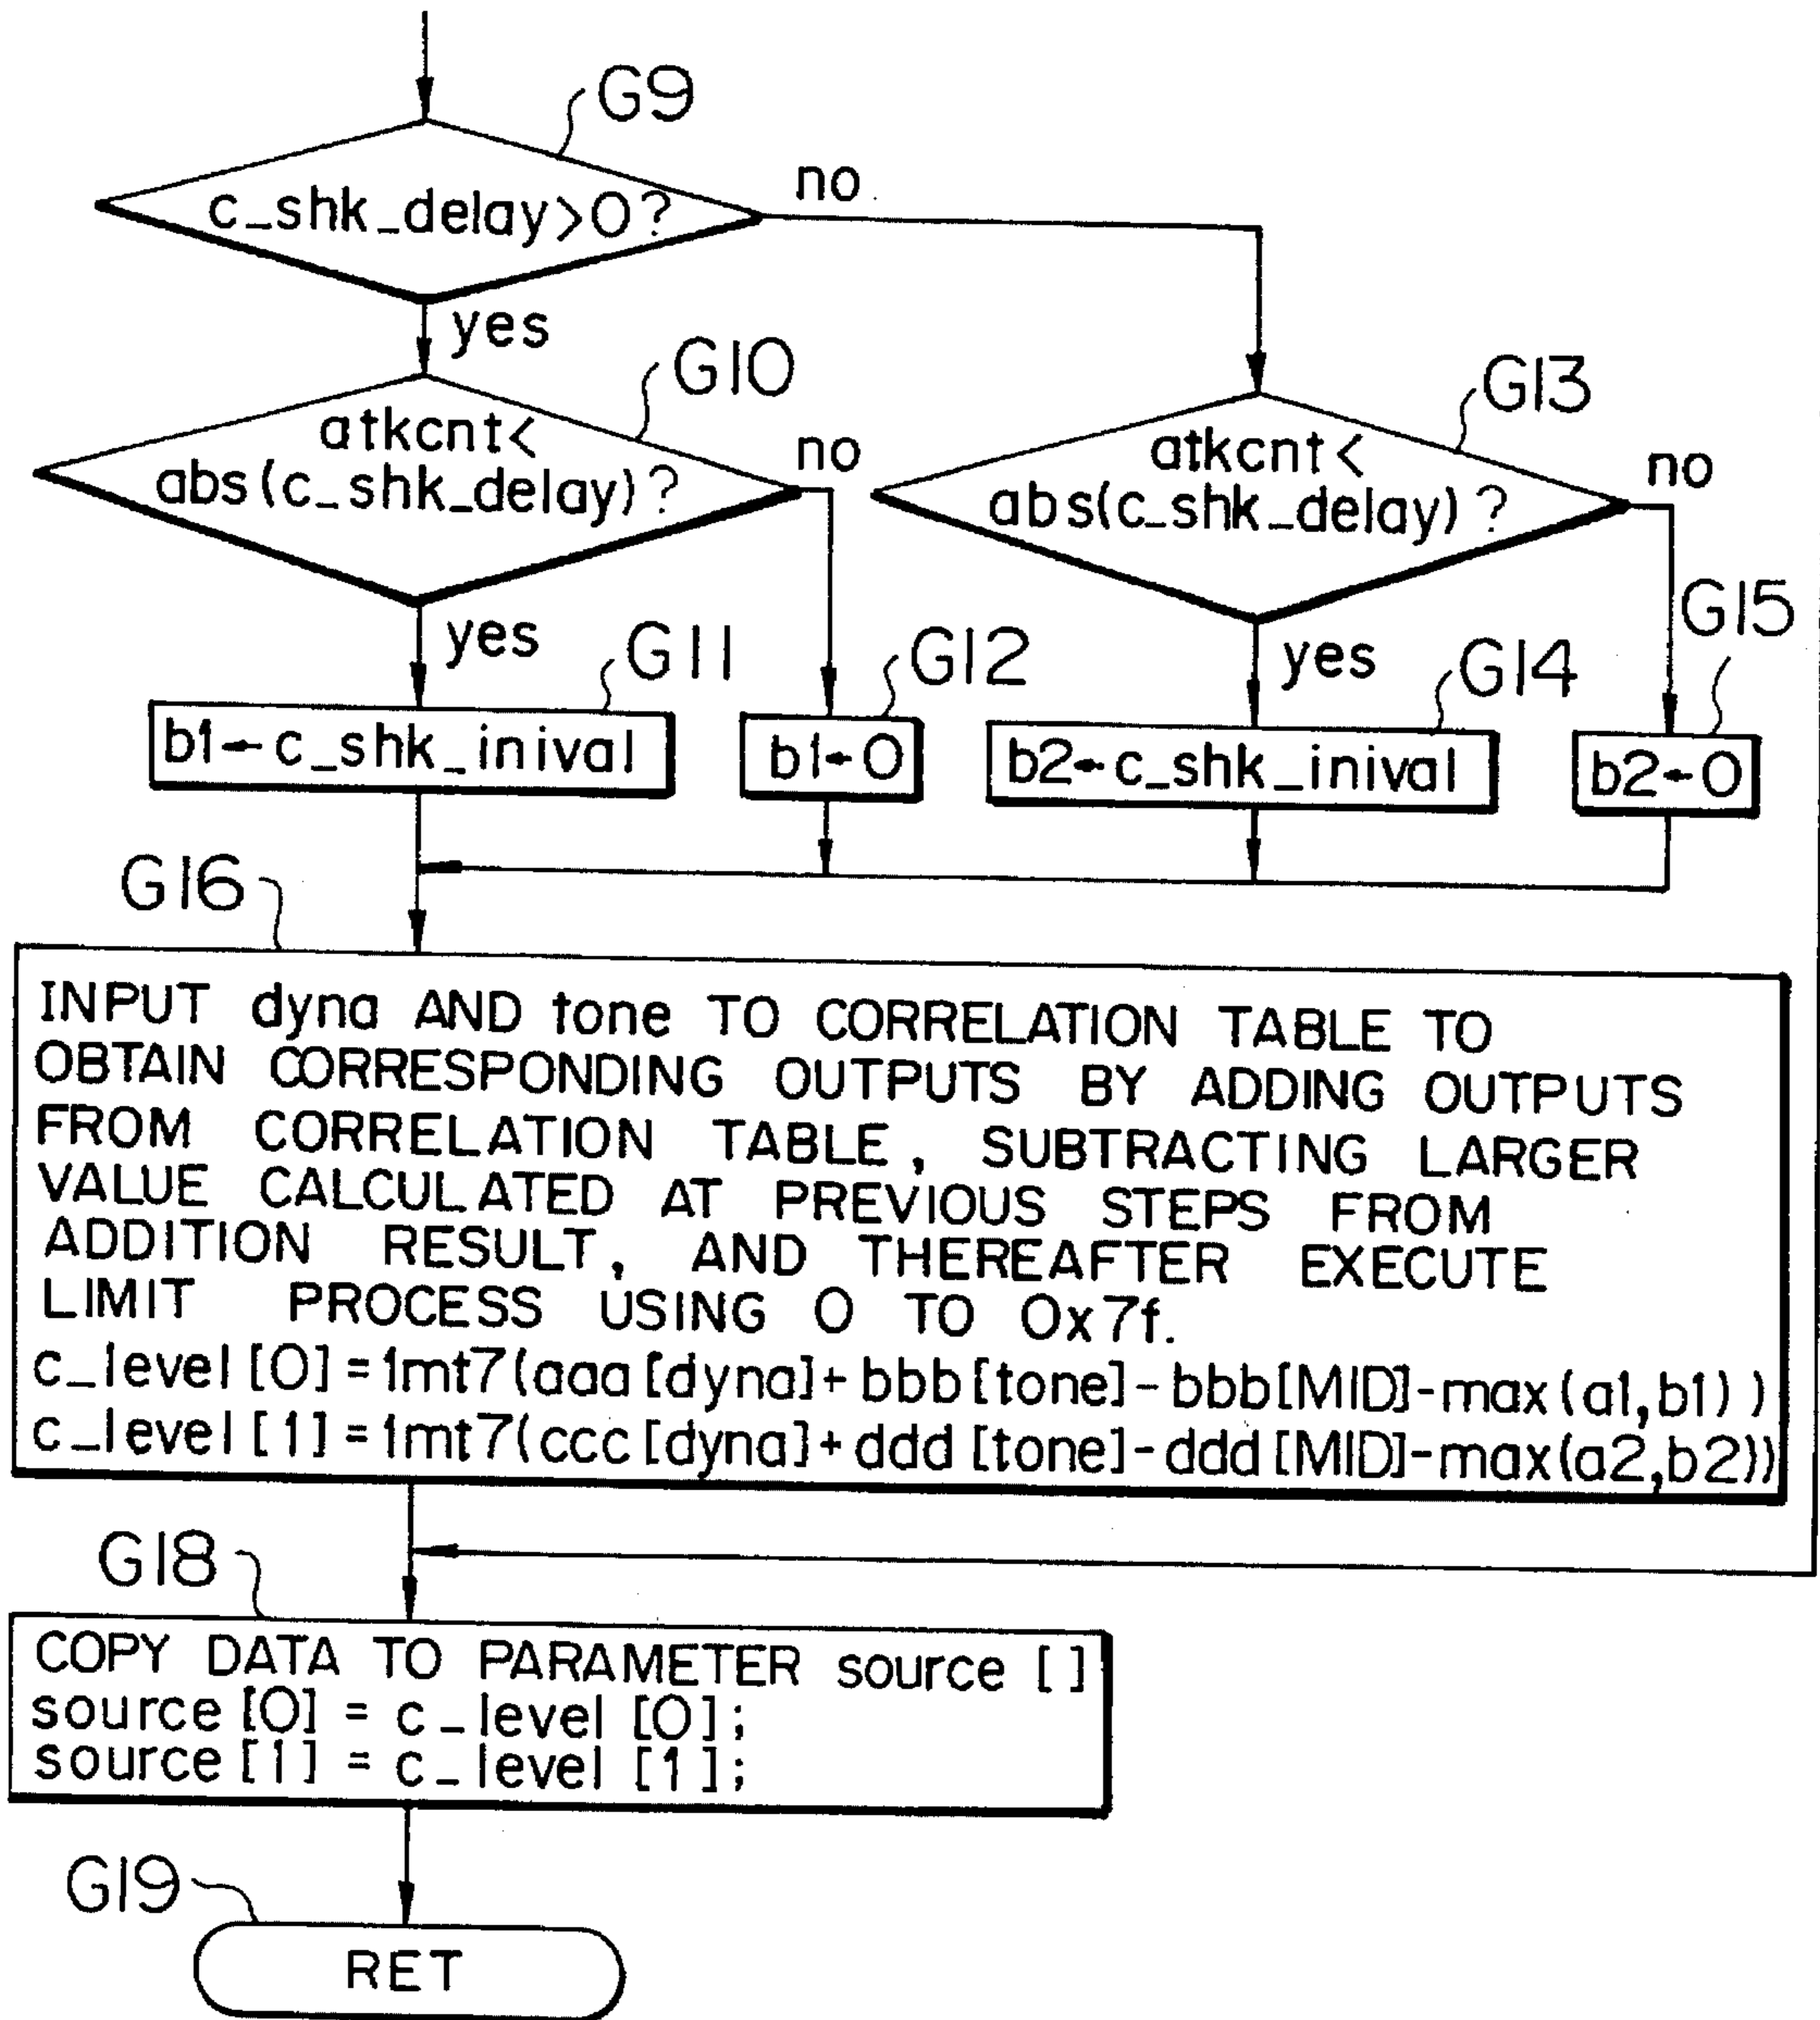 G9
c_shk_delay>0?
no
yes
G10
atkcnt<
abs(c_shk_delay)?
no
G13
atkcnt<
abs(c_shk_delay)?
no
yes
G11
G12
yes
G14
G15
b1←c_shk_inival
b1←0
b2←c_shk_inival
b2←0
G16
INPUT dyna AND tone TO CORRELATION TABLE TO
OBTAIN CORRESPONDING OUTPUTS BY ADDING OUTPUTS
FROM CORRELATION TABLE, SUBTRACTING LARGER
VALUE CALCULATED AT PREVIOUS STEPS FROM
ADDITION RESULT, AND THEREAFTER EXECUTE
LIMIT PROCESS USING 0 TO 0x7f.
c_level[0]=1mt7(aaa[dyna]+bbb[tone]-bbb[MID]-max(a1,b1))
c_level[1]=1mt7(ccc[dyna]+ddd[tone]-ddd[MID]-max(a2,b2))
G18
COPY DATA TO PARAMETER source []
source[0] = c_level [0];
source[1] = c_level [1];
G19
RET